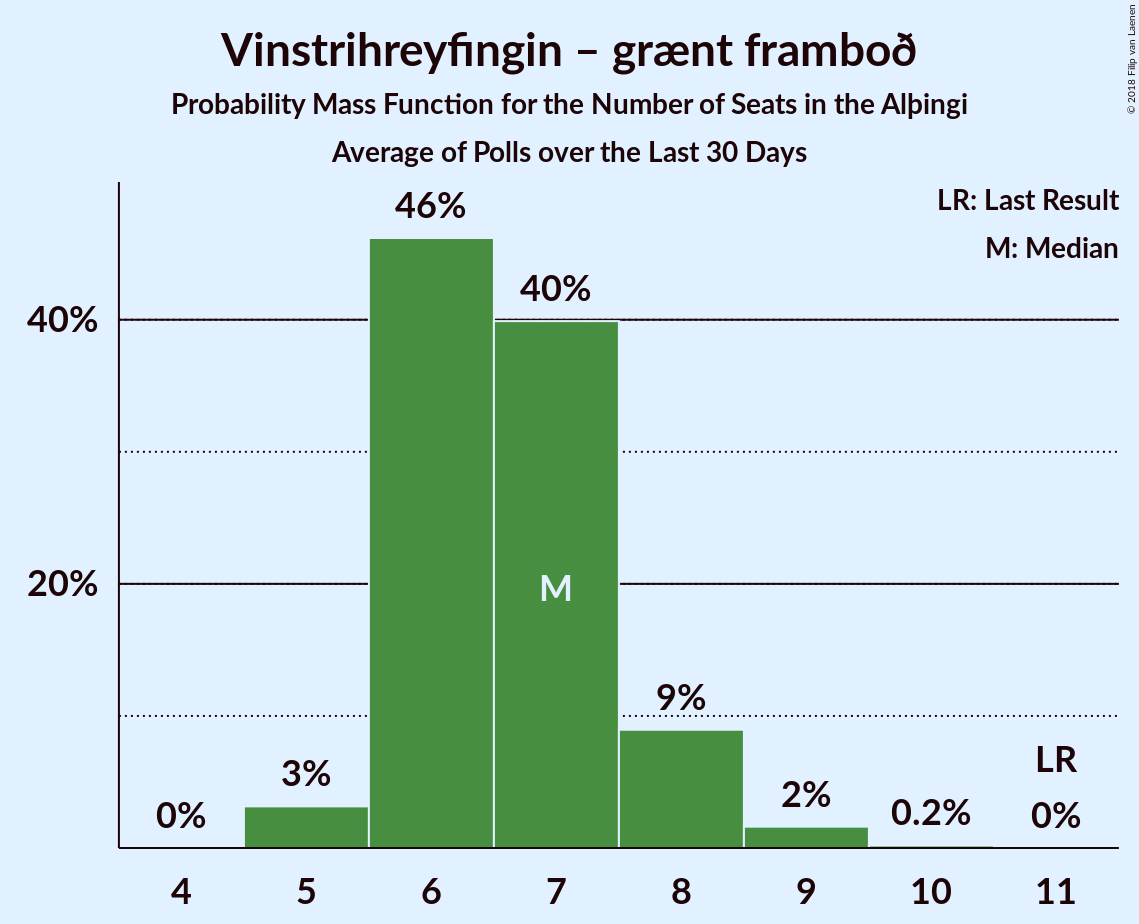 Vinstrihreyfingin – grænt framboð
Probability Mass Function for the Number of Seats in the Alþingi
Average of Polls over the Last 30 Days
© 2018 Filip van Laenen
LR: Last Result
M: Median
46%
40%
40%
20%
M
9%
3%
2%
0.2%
0%
LR
0%
4 5 6 7 8 9 10 11